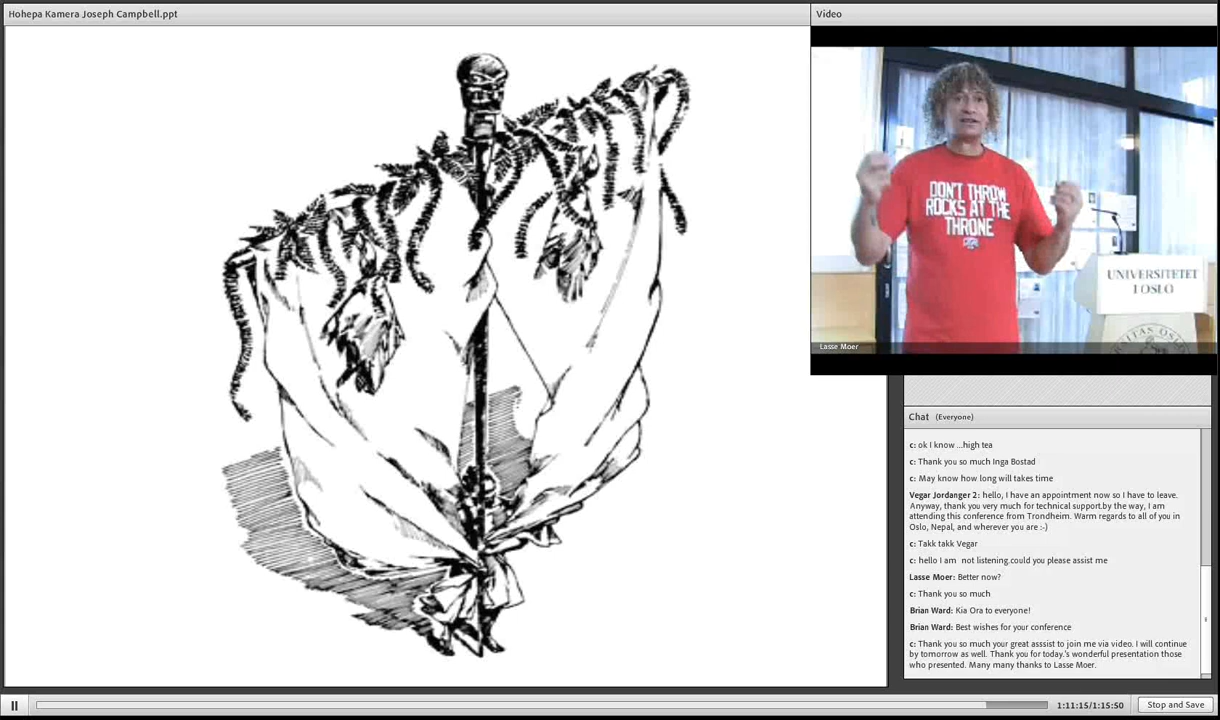 Hohepa Kamera Joseph Campbell.ppt
Video
DON'T THROW
ROCKS AT THE
THRONE
UNIVERSITETET
I OSLO
Lasse Moer
Chat (Everyone)
c: ok I know ...high tea
c: Thank you so much Inga Bostad
c: May know how long will takes time
Vegar Jordanger 2: hello, I have an appointment now so I have to leave.
Anyway, thank you very much for technical support.by the way, I am
attending this conference from Trondheim. Warm regards to all of you in
Oslo, Nepal, and wherever you are :-)
c: Takk takk Vegar
c: hello I am  not listening.could you please assist me
Lasse Moer: Better now?
c: Thank you so much
Brian Ward: Kia Ora to everyone!
Brian Ward: Best wishes for your conference
c: Thank you so much your great asssist to join me via video. I will continue
by tomorrow as well. Thank you for today.'s wonderful presentation those
who presented. Many many thanks to Lasse Moer.
1:11:15/1:15:50
Stop and Save